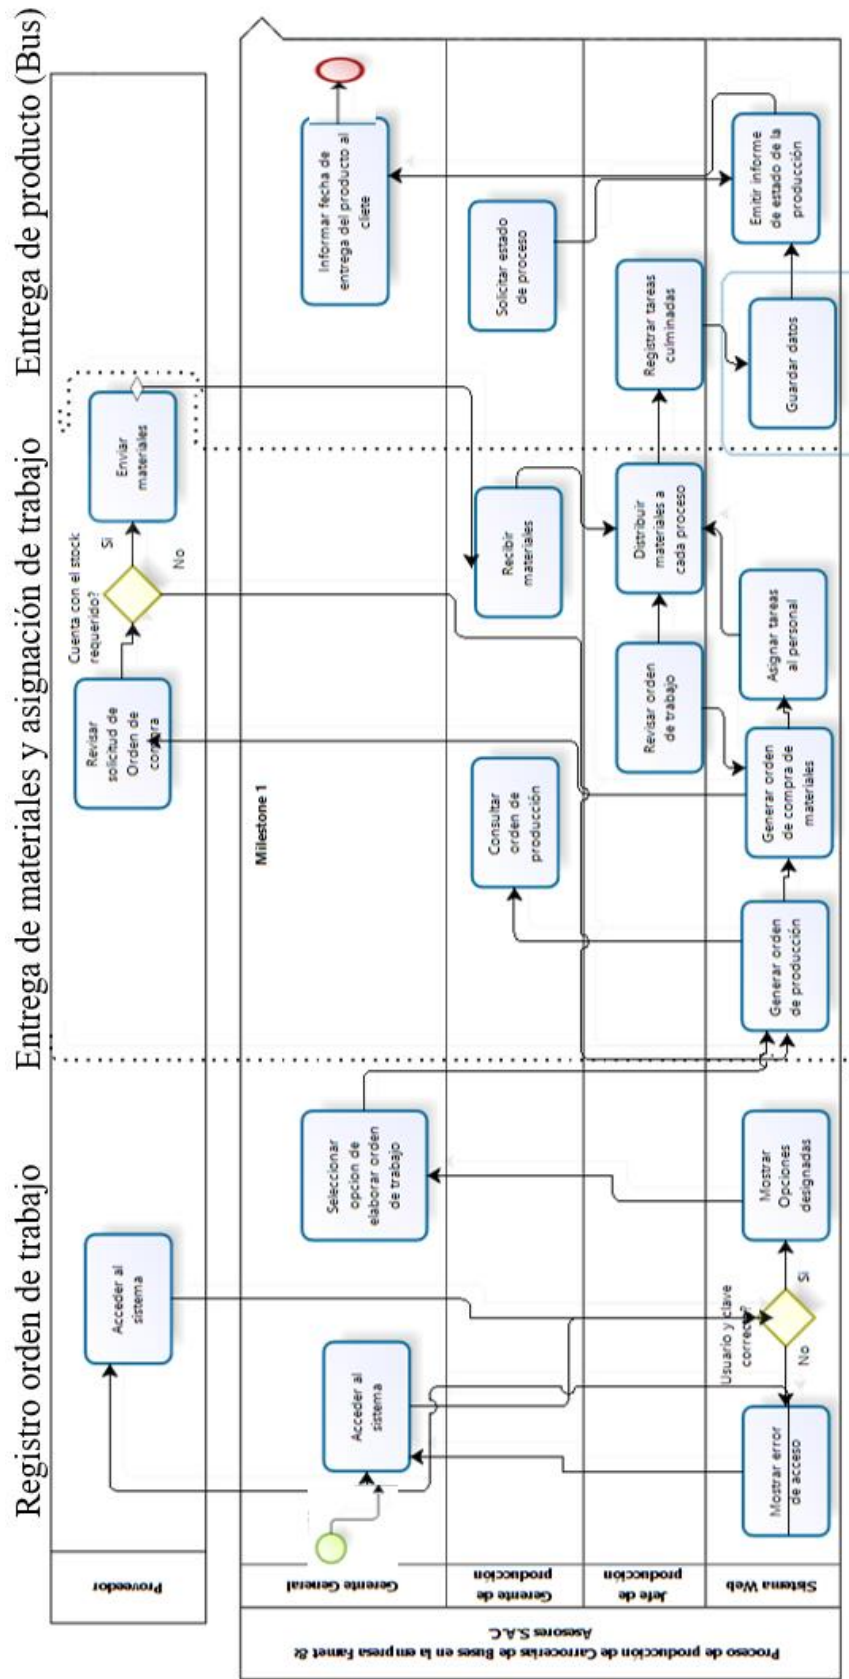 Registro orden de trabajo
Entrega de materiales y asignación de trabajo
Entrega de producto (Bus)
Proveedor
Acceder al
sistema
Revisar
solicitud de
Orden de
compra
Cuenta con el stock
requerido?
Si
No
Enviar
materiales
Proceso de producción de Carrocerías de Buses en la empresa Famet &
Asesores S.A.C.
Gerente General
Acceder al
sistema
Seleccionar
opcion de
elaborar orden
de trabajo
Milestone 1
Informar fecha de
entrega del producto al
cliete
Gerente de
producción
Consultar
orden de
producción
Recibir
materiales
Solicitar estado
de proceso
Jefe de
producción
Revisar orden
de trabajo
Distribuir
materiales a
cada proceso
Registrar tareas
culminadas
Sistema Web
Mostrar error
de acceso
Usuario y clave
correcto?
No
Si
Mostrar
Opciones
designadas
Generar orden
de producción
Generar orden
de compra de
materiales
Asignar tareas
al personal
Guardar datos
Emitir informe
de estado de la
producción